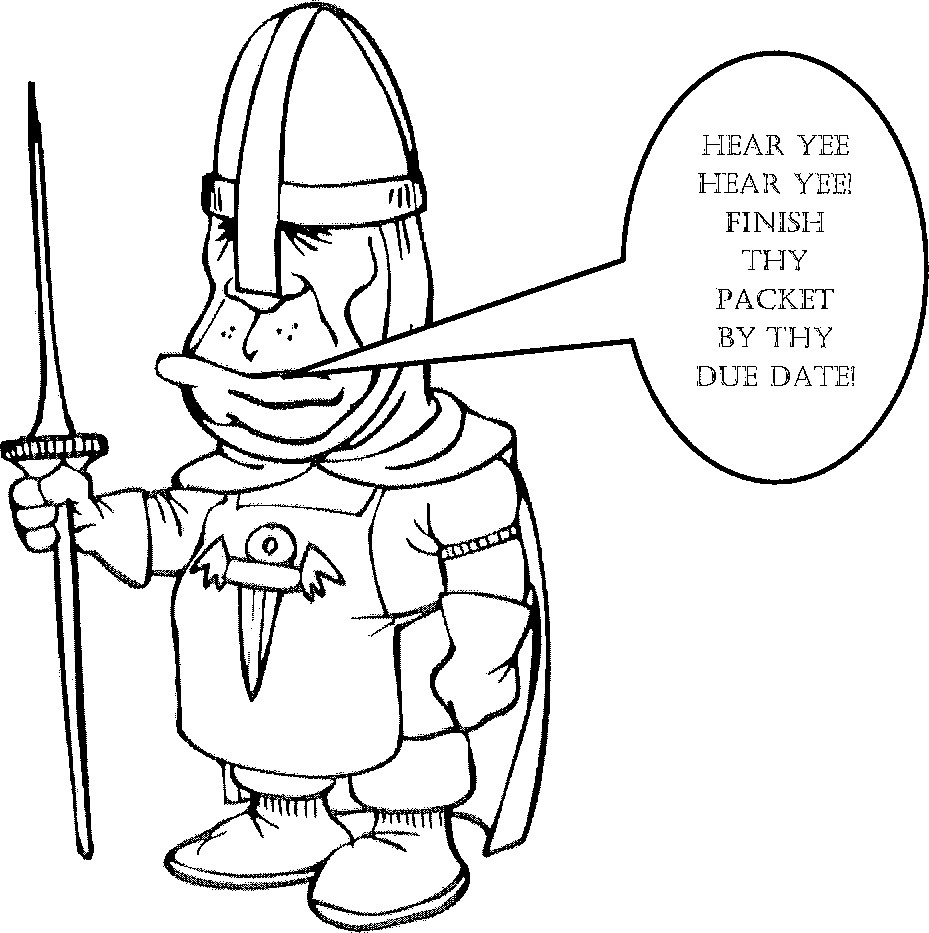 HEAR YEE
HEAR YEE!
FINISH
THY
PACKET
BY THY
DUE DATE!